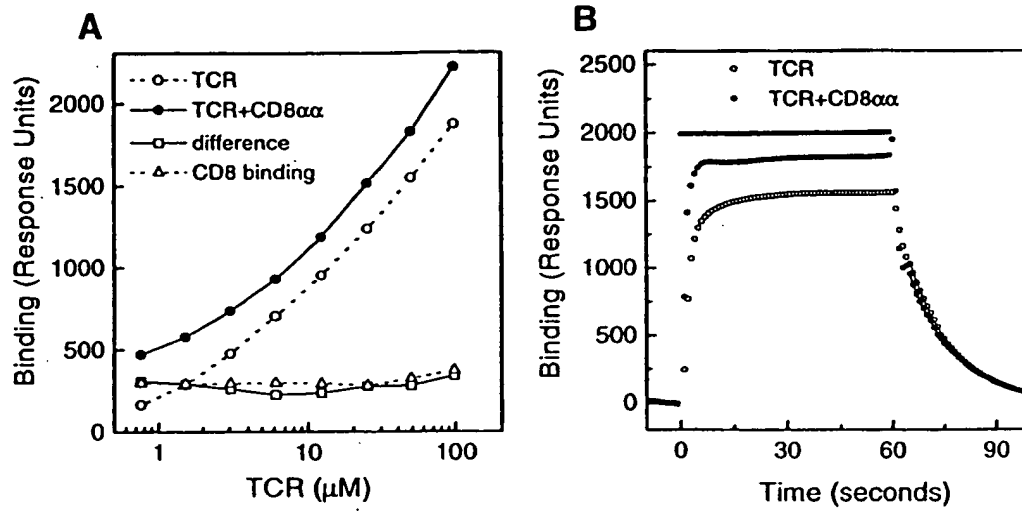 A
Binding (Response Units)
2000
1500
1000
500
0
TCR
TCR+CD8αα
difference
CD8 binding
1
10
100
TCR (μM)
B
Binding (Response Units)
2500
2000
1500
1000
500
0
TCR
TCR+CD8αα
0
30
60
90
Time (seconds)